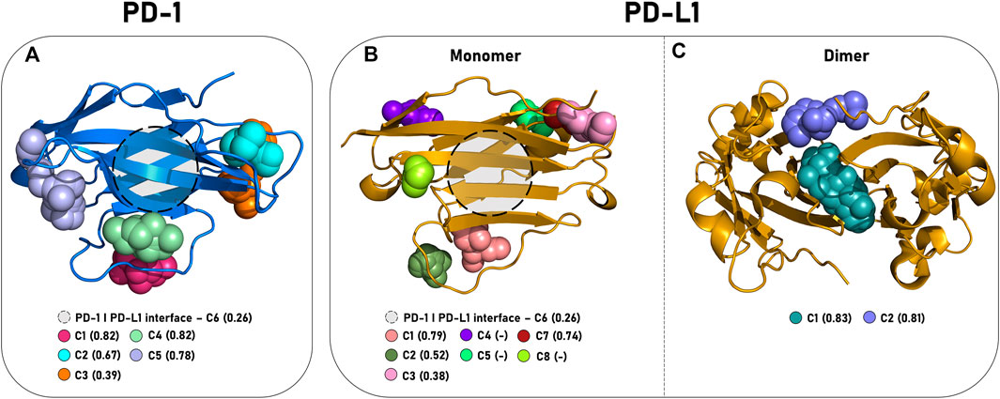 PD-1
PD-L1
A
B
Monomer
C
Dimer
PD-1 | PD-L1 interface - C6 (0.26)
C1 (0.82) C4 (0.82)
C2 (0.67) C5 (0.78)
C3 (0.39)
PD-1 | PD-L1 interface - C6 (0.26)
C1 (0.79) C4 (-) C7 (0.74)
C2 (0.52) C5 (-) C8 (-)
C3 (0.38)
C1 (0.83) C2 (0.81)